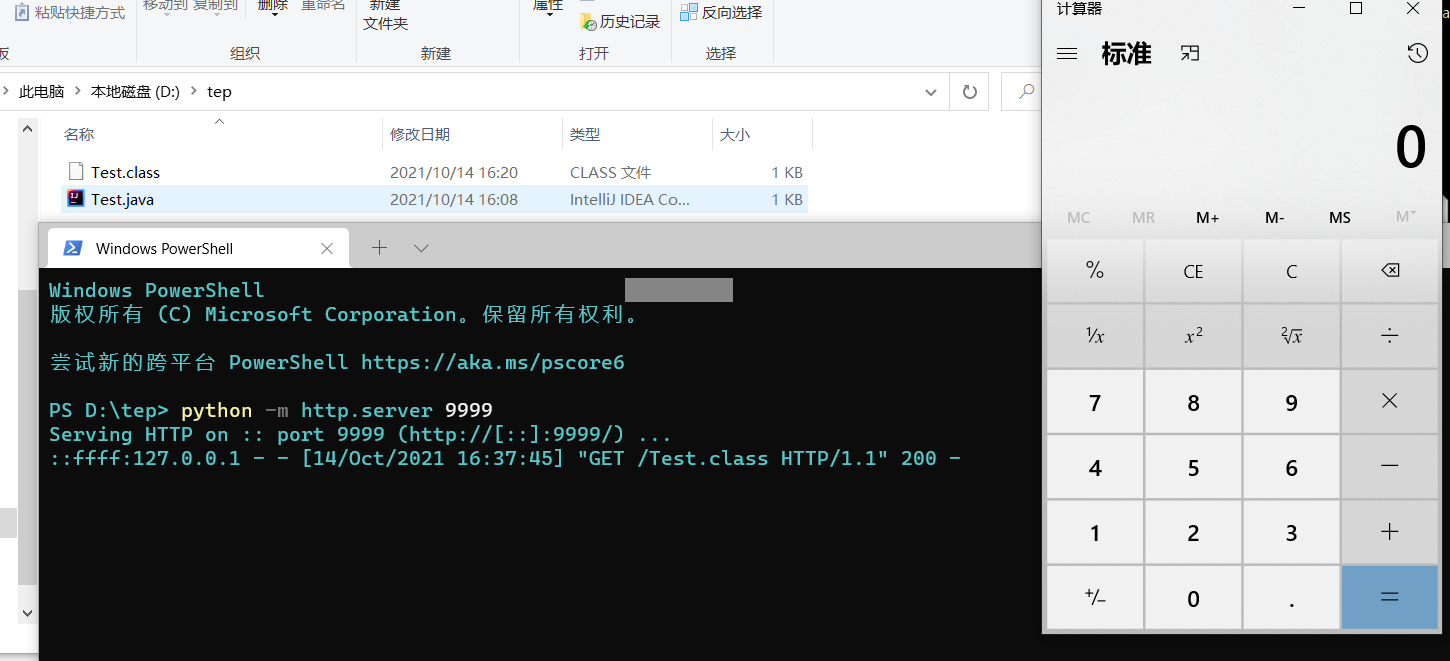 粘贴快捷方式
移动到 复制到 删除 重命名
新建
文件夹
属性
历史记录
反向选择
板 组织 新建 打开 选择
此电脑 本地磁盘 (D:) tep
名称 修改日期 类型 大小
Test.class 2021/10/14 16:20 CLASS 文件 1 KB
Test.java 2021/10/14 16:08 IntelliJ IDEA Co... 1 KB
Windows PowerShell
Windows PowerShell
版权所有 (C) Microsoft Corporation。保留所有权利。
尝试新的跨平台 PowerShell https://aka.ms/pscore6
PS D:\tep> python -m http.server 9999
Serving HTTP on :: port 9999 (http://[::]:9999/) ...
::ffff:127.0.0.1 - - [14/Oct/2021 16:37:45] "GET /Test.class HTTP/1.1" 200 -
计算器
标准
0
MC MR M+ M- MS M˅
% CE C
¹/x x² ²√x ÷
7 8 9 ×
4 5 6 −
1 2 3 +
+/− 0 . =